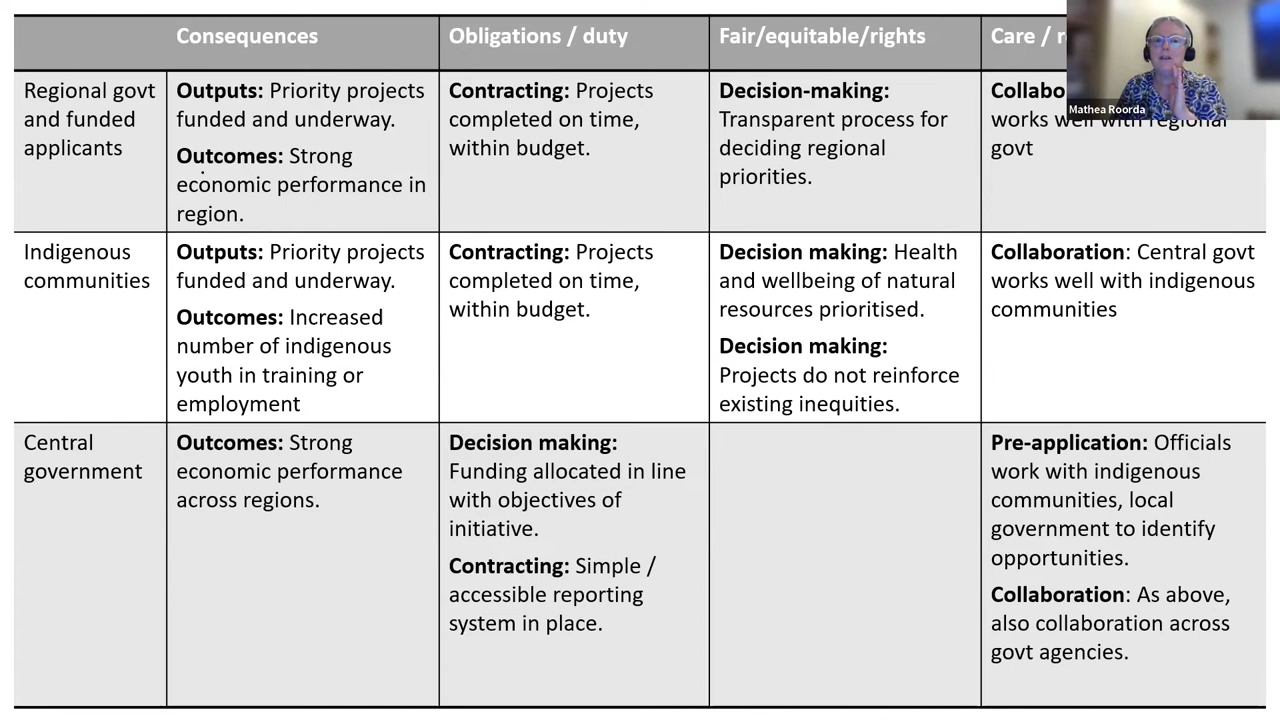 Consequences
Obligations / duty
Fair/equitable/rights
Care /
Mathea Roorda
Regional govt
and funded
applicants
Outputs: Priority projects
funded and underway.
Outcomes: Strong
economic performance in
region.
Contracting: Projects
completed on time,
within budget.
Decision-making:
Transparent process for
deciding regional
priorities.
works well with regional
govt
Indigenous
communities
Outputs: Priority projects
funded and underway.
Outcomes: Increased
number of indigenous
youth in training or
employment
Contracting: Projects
completed on time,
within budget.
Decision making: Health
and wellbeing of natural
resources prioritised.
Decision making:
Projects do not reinforce
existing inequities.
Collaboration: Central govt
works well with indigenous
communities
Central
government
Outcomes: Strong
economic performance
across regions.
Decision making:
Funding allocated in line
with objectives of
initiative.
Contracting: Simple /
accessible reporting
system in place.
Pre-application: Officials
work with indigenous
communities, local
government to identify
opportunities.
Collaboration: As above,
also collaboration across
govt agencies.